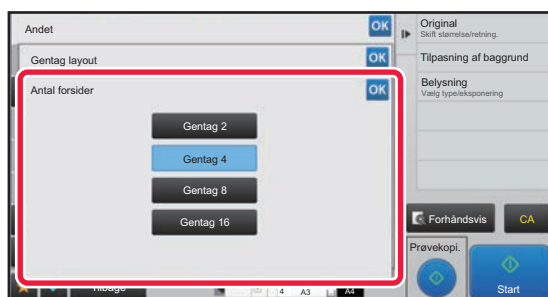 Andet
OK
Gentag layout
OK
Antal forsider
OK
Gentag 2
Gentag 4
Gentag 8
Gentag 16
Original
Skift størrelse/retning.
Tilpasning af baggrund
Belysning
Vælg type/eksponering
Forhåndsvis
CA
Prøvekopi.
Start
Tilbage
4
A3
A4